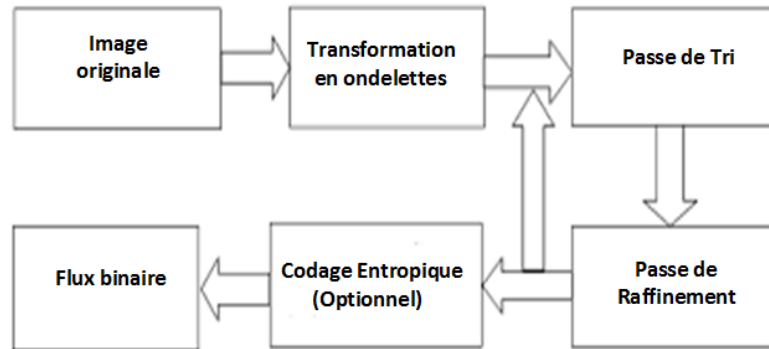 Image
originale
Transformation
en ondelettes
Passe de Tri
Flux binaire
Codage Entropique
(Optionnel)
Passe de
Raffinement